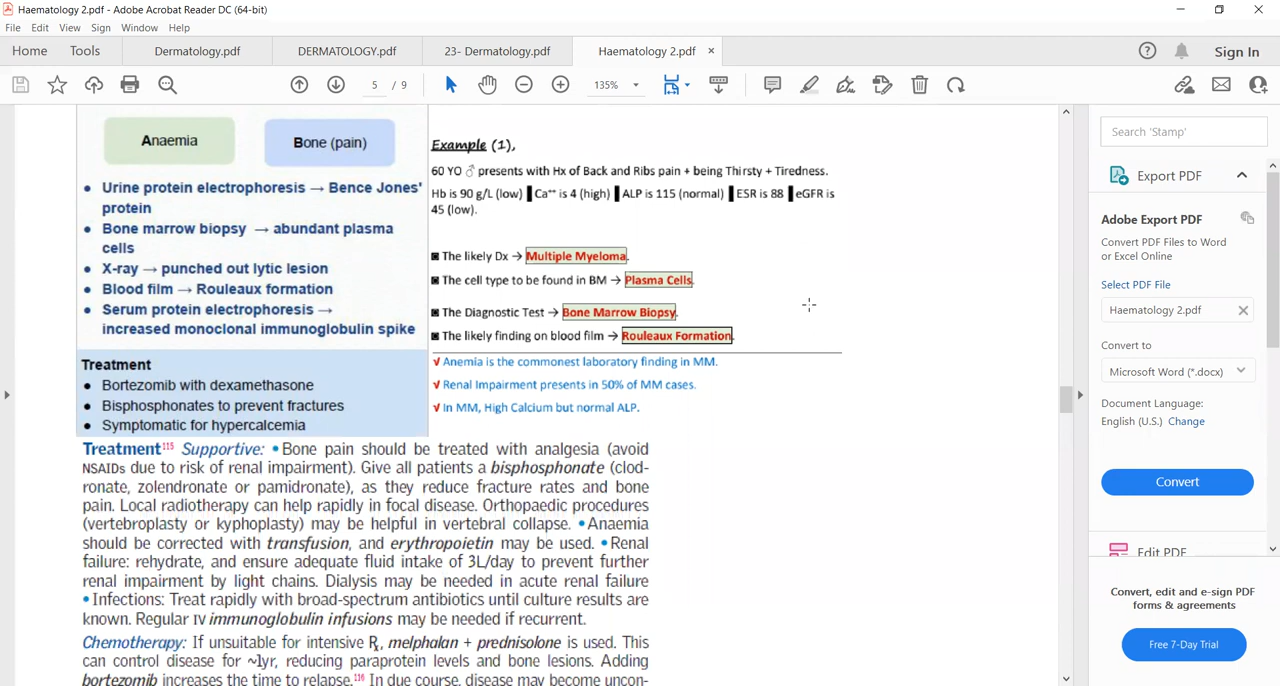 Haematology 2.pdf - Adobe Acrobat Reader DC (64-bit)
File Edit View Sign Window Help
Home Tools Dermatology.pdf DERMATOLOGY.pdf 23- Dermatology.pdf Haematology 2.pdf × Sign In
5 / 9 135%
Anaemia
Bone (pain)
• Urine protein electrophoresis → Bence Jones'
protein
• Bone marrow biopsy → abundant plasma
cells
• X-ray → punched out lytic lesion
• Blood film → Rouleaux formation
• Serum protein electrophoresis →
increased monoclonal immunoglobulin spike
Treatment
• Bortezomib with dexamethasone
• Bisphosphonates to prevent fractures
• Symptomatic for hypercalcemia
Example (1),
60 YO ♂ presents with Hx of Back and Ribs pain + being Thirsty + Tiredness.
Hb is 90 g/L (low) ▌Ca⁺⁺ is 4 (high) ▌ALP is 115 (normal) ▌ESR is 88 ▌eGFR is
45 (low).
◙ The likely Dx → Multiple Myeloma.
◙ The cell type to be found in BM → Plasma Cells.
◙ The Diagnostic Test → Bone Marrow Biopsy.
◙ The likely finding on blood film → Rouleaux Formation.
√ Anemia is the commonest laboratory finding in MM.
√ Renal Impairment presents in 50% of MM cases.
√ In MM, High Calcium but normal ALP.
Treatment¹¹⁵ Supportive: •Bone pain should be treated with analgesia (avoid
NSAIDs due to risk of renal impairment). Give all patients a bisphosphonate (clod-
ronate, zolendronate or pamidronate), as they reduce fracture rates and bone
pain. Local radiotherapy can help rapidly in focal disease. Orthopaedic procedures
(vertebroplasty or kyphoplasty) may be helpful in vertebral collapse. •Anaemia
should be corrected with transfusion, and erythropoietin may be used. •Renal
failure: rehydrate, and ensure adequate fluid intake of 3L/day to prevent further
renal impairment by light chains. Dialysis may be needed in acute renal failure
•Infections: Treat rapidly with broad-spectrum antibiotics until culture results are
known. Regular IV immunoglobulin infusions may be needed if recurrent.
Chemotherapy: If unsuitable for intensive ℞, melphalan + prednisolone is used. This
can control disease for ~1yr, reducing paraprotein levels and bone lesions. Adding
bortezomib increases the time to relapse.¹¹⁶ In due course, disease may become uncon-
Search 'Stamp'
Export PDF
Adobe Export PDF
Convert PDF Files to Word
or Excel Online
Select PDF File
Haematology 2.pdf
Convert to
Microsoft Word (*.docx)
Document Language:
English (U.S.) Change
Convert
Edit PDF
Convert, edit and e-sign PDF
forms & agreements
Free 7-Day Trial